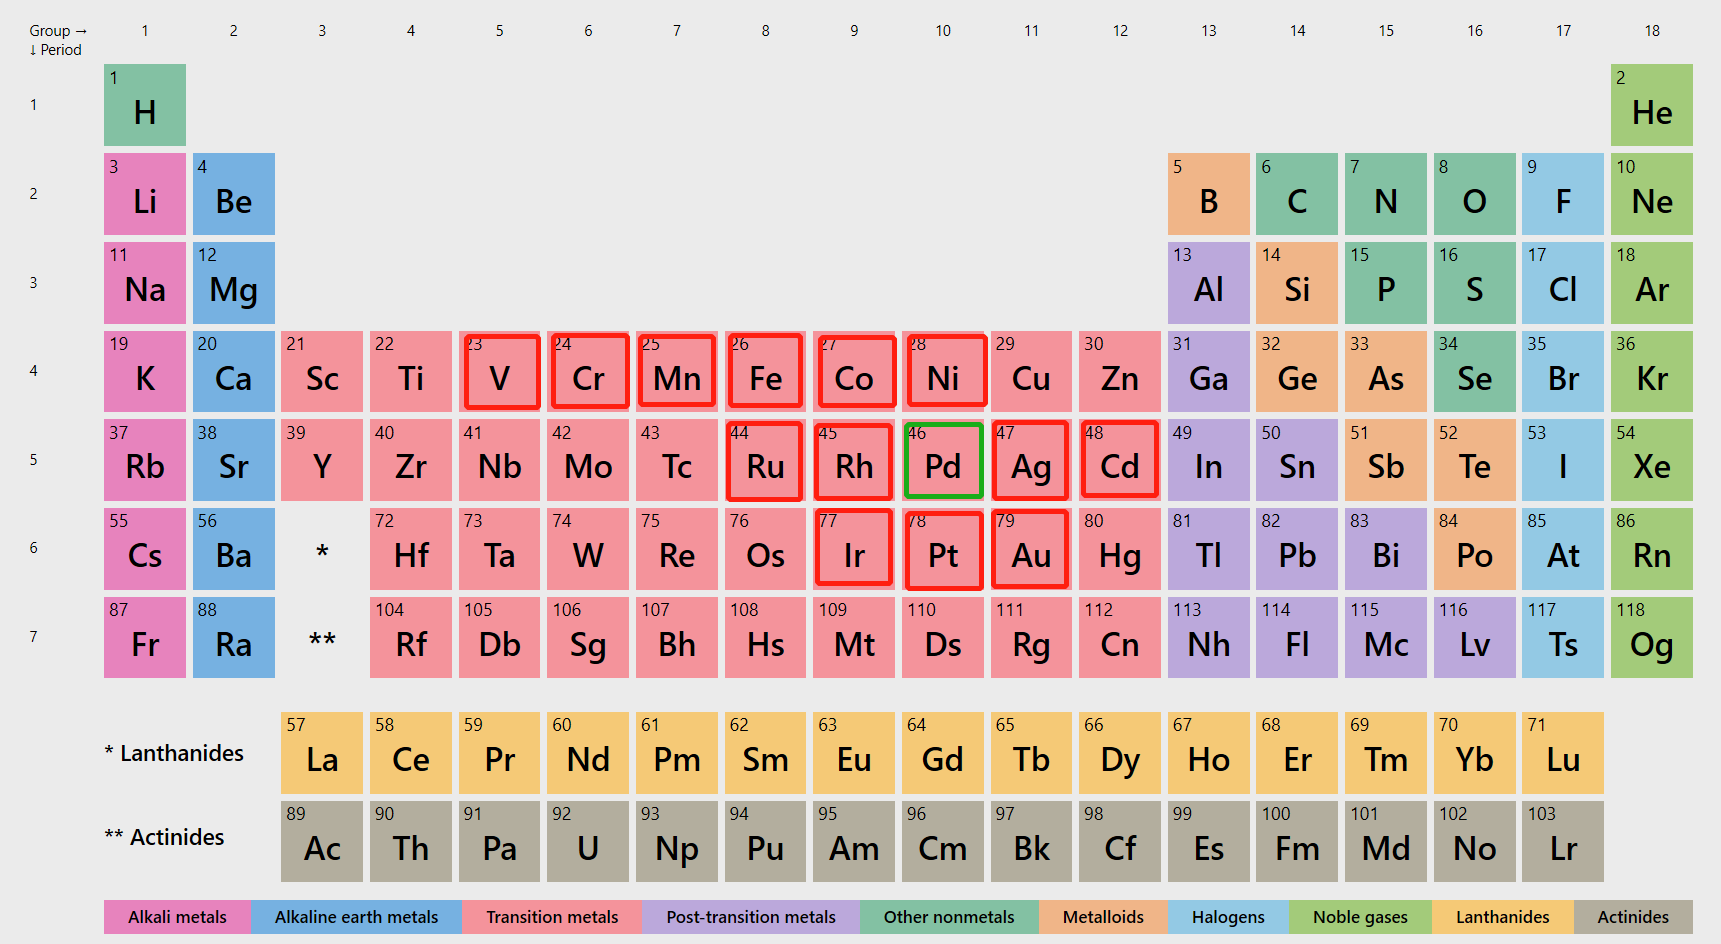 Group → 1 2 3 4 5 6 7 8 9 10 11 12 13 14 15 16 17 18
↓ Period
1 2
1 H He
3 4 5 6 7 8 9 10
2 Li Be B C N O F Ne
11 12 13 14 15 16 17 18
3 Na Mg Al Si P S Cl Ar
19 20 21 22 23 24 25 26 27 28 29 30 31 32 33 34 35 36
4 K Ca Sc Ti V Cr Mn Fe Co Ni Cu Zn Ga Ge As Se Br Kr
37 38 39 40 41 42 43 44 45 46 47 48 49 50 51 52 53 54
5 Rb Sr Y Zr Nb Mo Tc Ru Rh Pd Ag Cd In Sn Sb Te I Xe
55 56 72 73 74 75 76 77 78 79 80 81 82 83 84 85 86
6 Cs Ba * Hf Ta W Re Os Ir Pt Au Hg Tl Pb Bi Po At Rn
87 88 104 105 106 107 108 109 110 111 112 113 114 115 116 117 118
7 Fr Ra ** Rf Db Sg Bh Hs Mt Ds Rg Cn Nh Fl Mc Lv Ts Og
57 58 59 60 61 62 63 64 65 66 67 68 69 70 71
* Lanthanides La Ce Pr Nd Pm Sm Eu Gd Tb Dy Ho Er Tm Yb Lu
89 90 91 92 93 94 95 96 97 98 99 100 101 102 103
** Actinides Ac Th Pa U Np Pu Am Cm Bk Cf Es Fm Md No Lr
Alkali metals Alkaline earth metals Transition metals Post-transition metals Other nonmetals Metalloids Halogens Noble gases Lanthanides Actinides